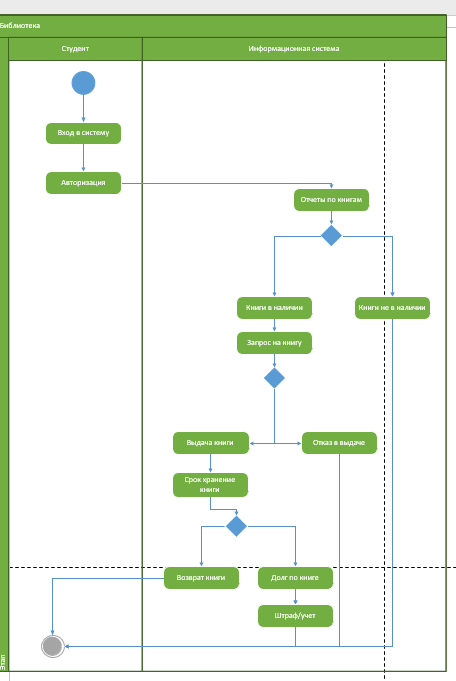 Библиотека
Студент
Информационная система
Вход в систему
Авторизация
Отчеты по книгам
Книги в наличии
Книги не в наличии
Запрос на книгу
Выдача книги
Отказ в выдаче
Срок хранение
книги
Возврат книги
Долг по книге
Штраф/учет
Этап